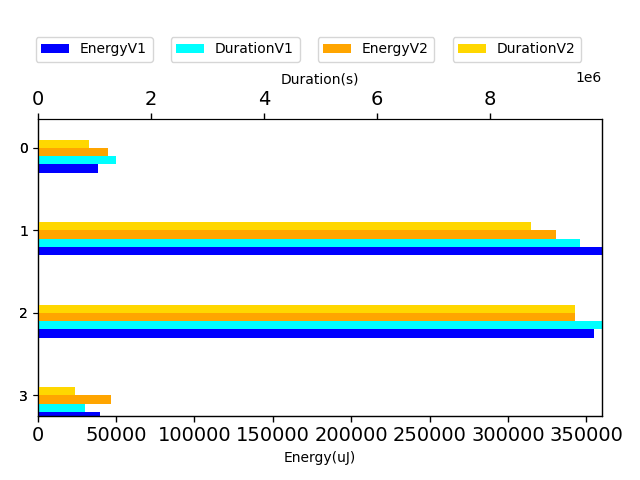 EnergyV1 DurationV1 EnergyV2 DurationV2
Duration(s)
1e6
0 2 4 6 8
0
1
2
3
0 50000 100000 150000 200000 250000 300000 350000
Energy(uJ)